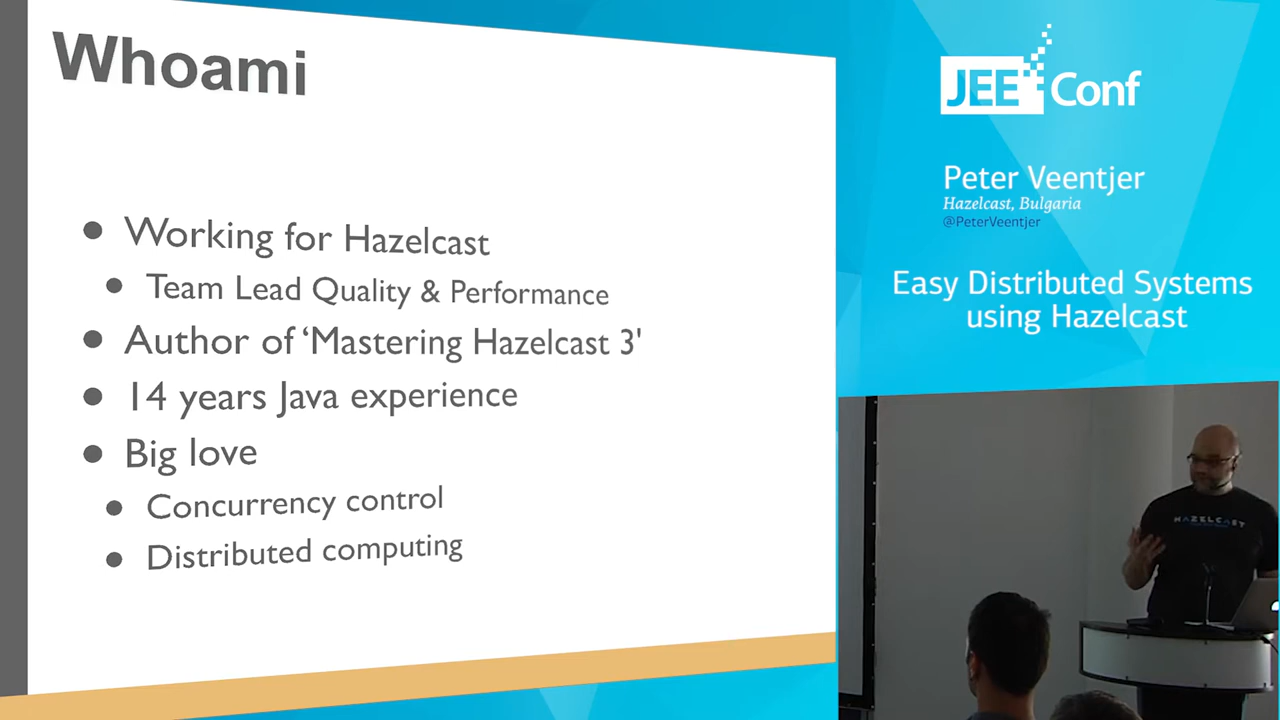 Whoami
• Working for Hazelcast
• Team Lead Quality & Performance
• Author of ‘Mastering Hazelcast 3'
• 14 years Java experience
• Big love
• Concurrency control
• Distributed computing
JEE Conf
Peter Veentjer
Hazelcast, Bulgaria
@PeterVeentjer
Easy Distributed Systems
using Hazelcast
HAZELCAST